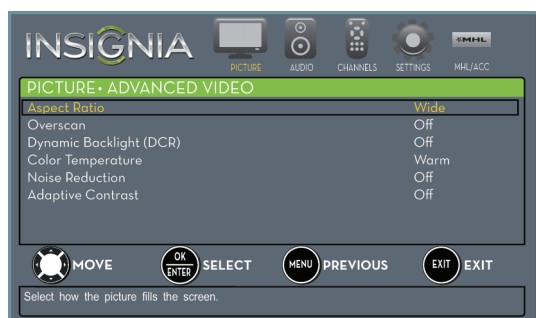 INSIGNIA
PICTURE AUDIO CHANNELS SETTINGS MHL MHL/ACC
PICTURE• ADVANCED VIDEO
Aspect Ratio Wide
Overscan Off
Dynamic Backlight (DCR) Off
Color Temperature Warm
Noise Reduction Off
Adaptive Contrast Off
MOVE OK ENTER SELECT MENU PREVIOUS EXIT EXIT
Select how the picture fills the screen.